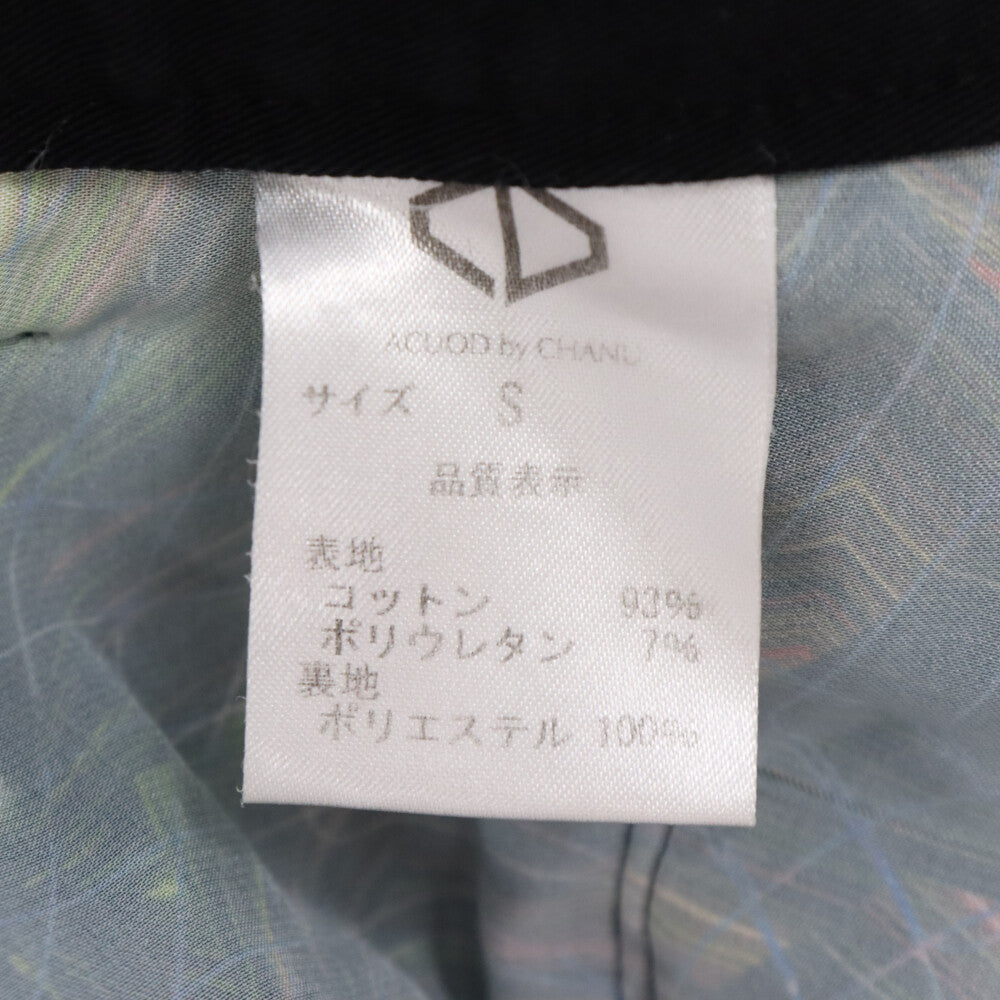 ACUOD by CHANU
サイズ S
品質表示
表地
コットン 93%
ポリウレタン 7%
裏地
ポリエステル 100%